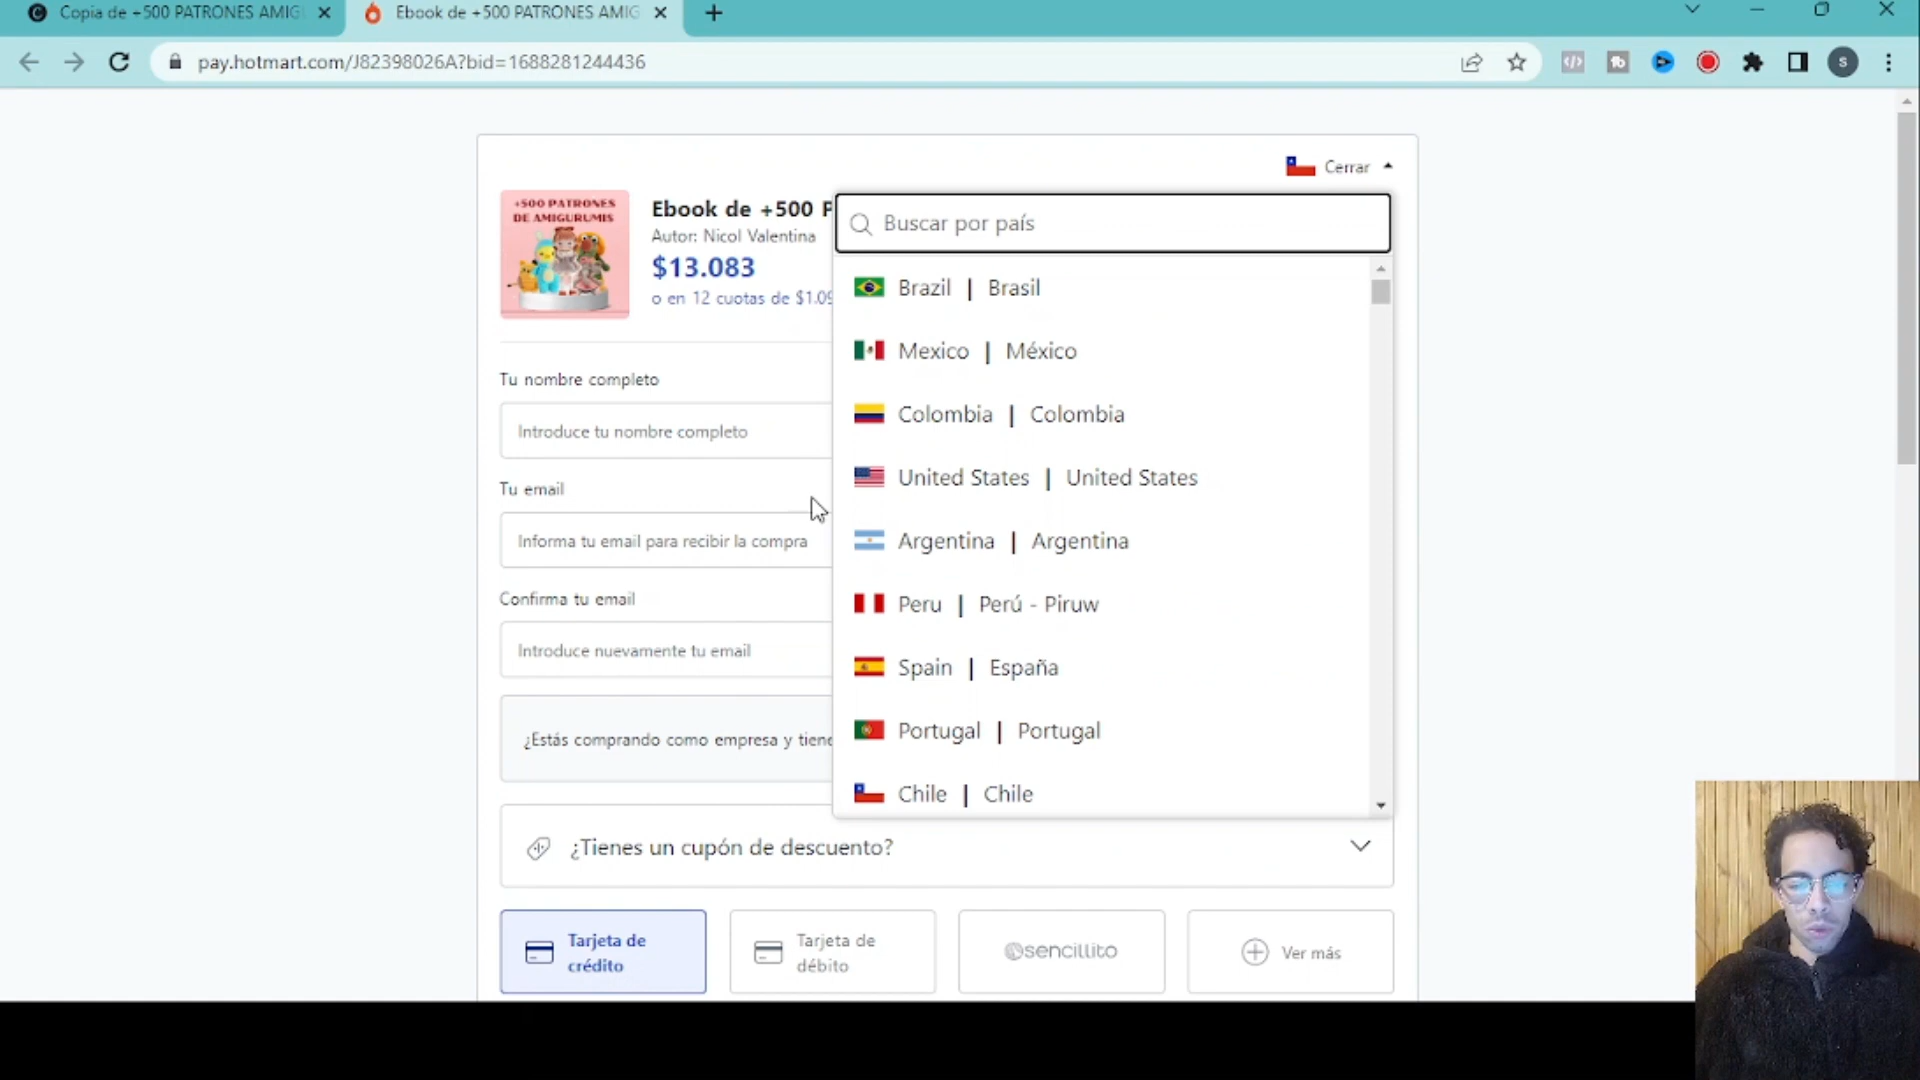 Copia de +500 PATRONES AMIG
Ebook de +500 PATRONES AMIG
pay.hotmart.com/J82398026A?bid=1688281244436
S
Cerrar
+500 PATRONES
DE AMIGURUMIS
Ebook de +500 P
Autor: Nicol Valentina
$13.083
o en 12 cuotas de $1.09
Buscar por país
Brazil | Brasil
Mexico | México
Colombia | Colombia
United States | United States
Argentina | Argentina
Peru | Perú - Piruw
Spain | España
Portugal | Portugal
Chile | Chile
Tu nombre completo
Introduce tu nombre completo
Tu email
Informa tu email para recibir la compra
Confirma tu email
Introduce nuevamente tu email
¿Estás comprando como empresa y tiene
¿Tienes un cupón de descuento?
Tarjeta de
crédito
Tarjeta de
débito
sencillito
Ver más